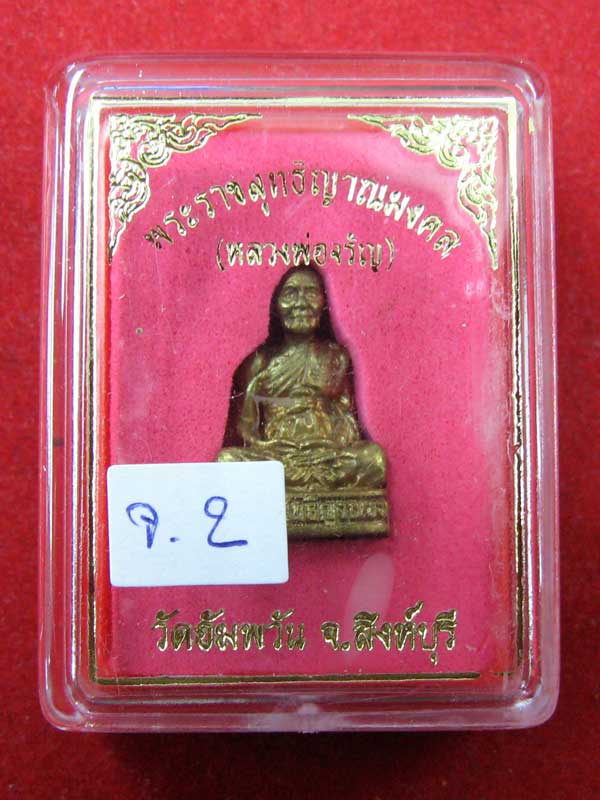 พระราชสุทธิญาณมงคล
(หลวงพ่อจรัญ)
จ. 2
วัดอัมพวัน จ.สิงห์บุรี